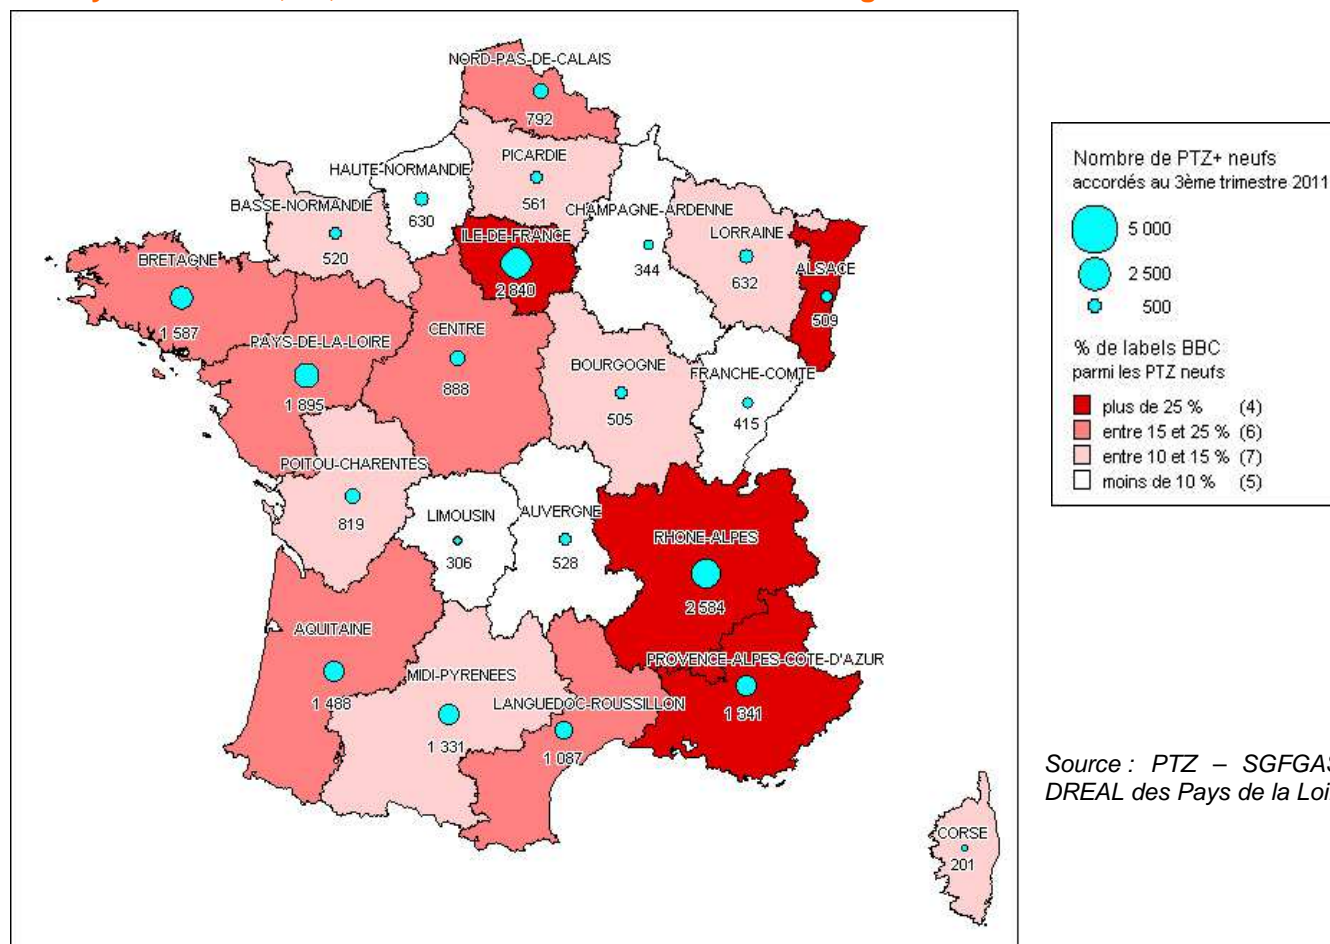 NORD-PAS-DE-CALAIS
792
PICARDIE
561
HAUTE-NORMANDIE
630
BASSE-NORMANDIE
520
CHAMPAGNE-ARDENNE
344
LORRAINE
632
ALSACE
509
ILE-DE-FRANCE
2 840
BRETAGNE
1 587
PAYS-DE-LA-LOIRE
1 895
CENTRE
888
BOURGOGNE
505
FRANCHE-COMTE
415
POITOU-CHARENTES
819
LIMOUSIN
306
AUVERGNE
528
RHONE-ALPES
2 584
AQUITAINE
1 488
MIDI-PYRENEES
1 331
LANGUEDOC-ROUSSILLON
1 087
PROVENCE-ALPES-COTE-D'AZUR
1 341
CORSE
201
Nombre de PTZ+ neufs
accordés au 3ème trimestre 2011
5 000
2 500
500
% de labels BBC
parmi les PTZ neufs
plus de 25 % (4)
entre 15 et 25 % (6)
entre 10 et 15 % (7)
moins de 10 % (5)
Source : PTZ – SGFGAS
DREAL des Pays de la Loi